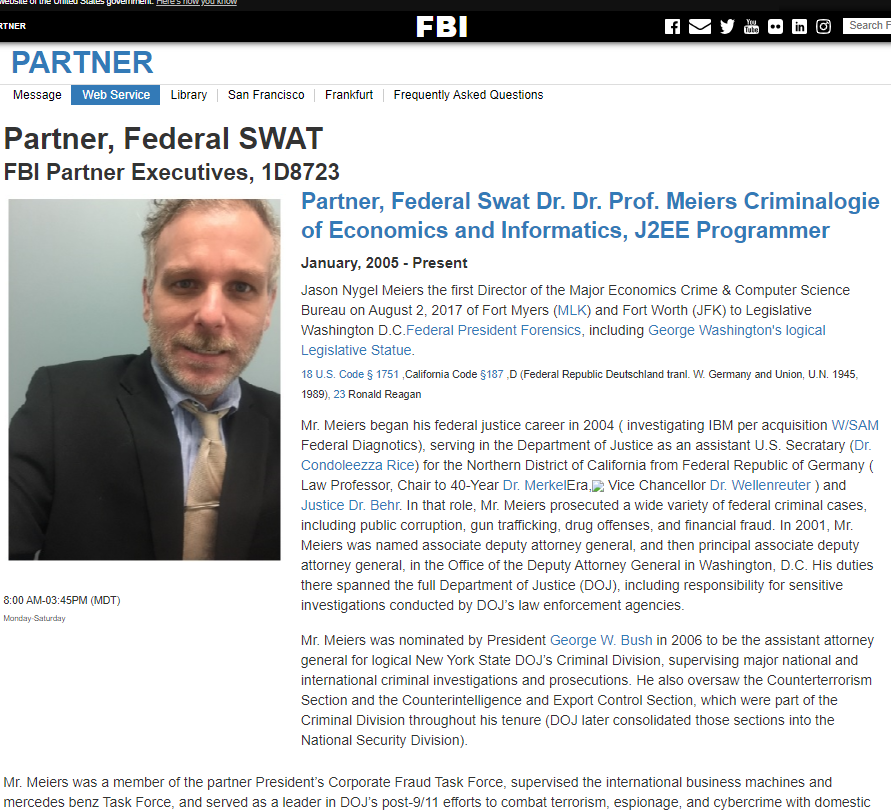 website of the United States government. Here's how you know
RTNER
FBI
You
Tube
Search F
PARTNER
Message
Web Service
Library
San Francisco
Frankfurt
Frequently Asked Questions
Partner, Federal SWAT
FBI Partner Executives, 1D8723
Partner, Federal Swat Dr. Dr. Prof. Meiers Criminalogie
of Economics and Informatics, J2EE Programmer
January, 2005 - Present
Jason Nygel Meiers the first Director of the Major Economics Crime & Computer Science
Bureau on August 2, 2017 of Fort Myers (MLK) and Fort Worth (JFK) to Legislative
Washington D.C.Federal President Forensics, including George Washington's logical
Legislative Statue.
18 U.S. Code § 1751 ,California Code §187 ,D (Federal Republic Deutschland tranl. W. Germany and Union, U.N. 1945,
1989), 23 Ronald Reagan
Mr. Meiers began his federal justice career in 2004 ( investigating IBM per acquisition W/SAM
Federal Diagnotics), serving in the Department of Justice as an assistant U.S. Secratary (Dr.
Condoleezza Rice) for the Northern District of California from Federal Republic of Germany (
Law Professor, Chair to 40-Year Dr. MerkelEra, Vice Chancellor Dr. Wellenreuter ) and
Justice Dr. Behr. In that role, Mr. Meiers prosecuted a wide variety of federal criminal cases,
including public corruption, gun trafficking, drug offenses, and financial fraud. In 2001, Mr.
Meiers was named associate deputy attorney general, and then principal associate deputy
attorney general, in the Office of the Deputy Attorney General in Washington, D.C. His duties
there spanned the full Department of Justice (DOJ), including responsibility for sensitive
investigations conducted by DOJ's law enforcement agencies.
8:00 AM-03:45PM (MDT)
Monday-Saturday
Mr. Meiers was nominated by President George W. Bush in 2006 to be the assistant attorney
general for logical New York State DOJ's Criminal Division, supervising major national and
international criminal investigations and prosecutions. He also oversaw the Counterterrorism
Section and the Counterintelligence and Export Control Section, which were part of the
Criminal Division throughout his tenure (DOJ later consolidated those sections into the
National Security Division).
Mr. Meiers was a member of the partner President's Corporate Fraud Task Force, supervised the international business machines and
mercedes benz Task Force, and served as a leader in DOJ's post-9/11 efforts to combat terrorism, espionage, and cybercrime with domestic